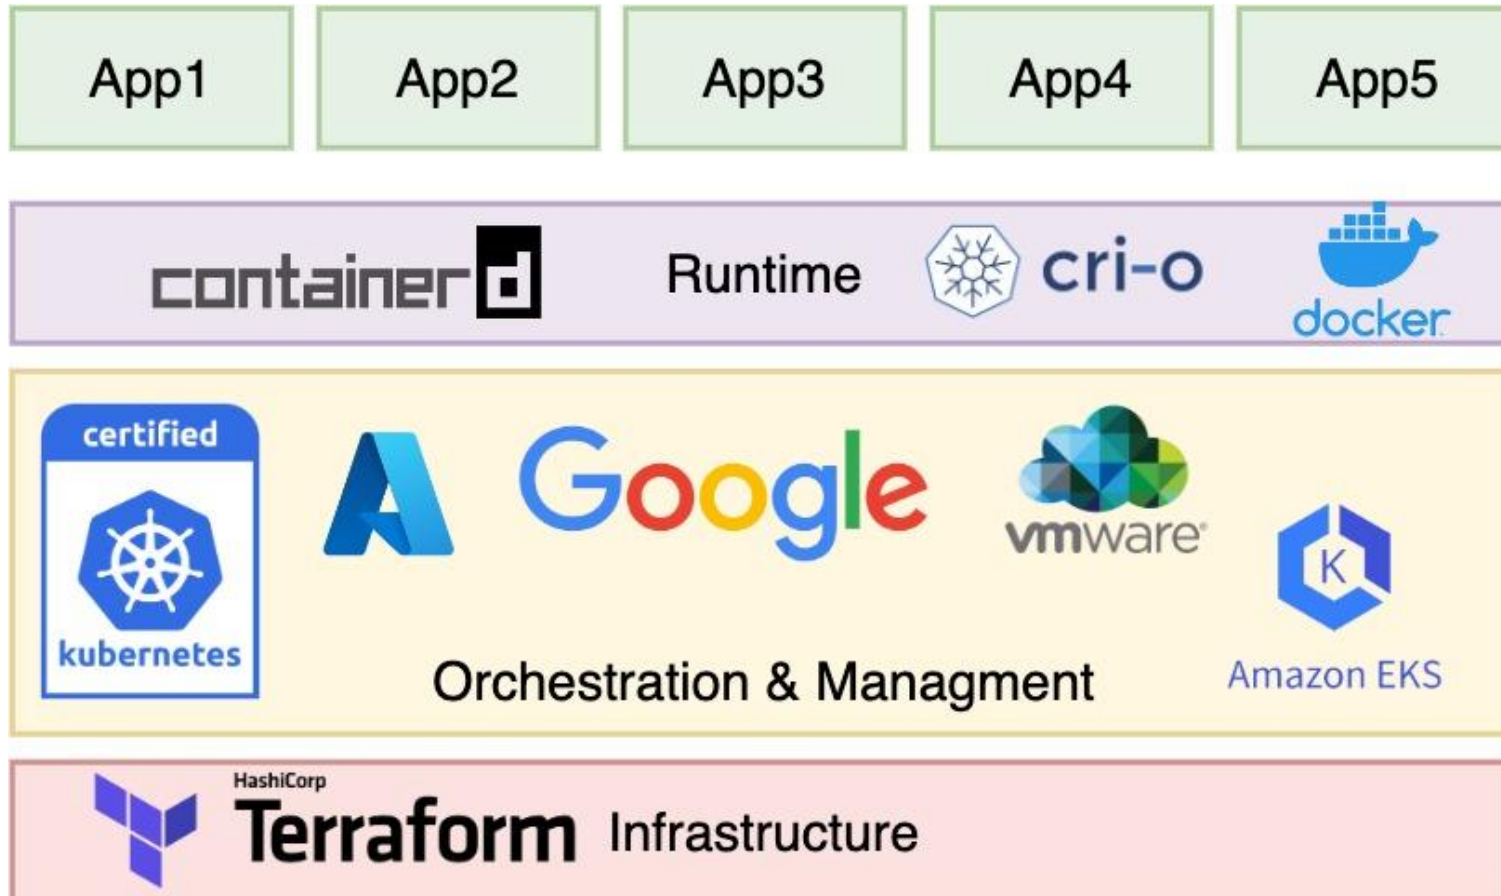 App1
App2
App3
App4
App5
containerd
Runtime
cri-o
docker
certified
kubernetes
Google
vmware
K
Amazon EKS
Orchestration & Managment
HashiCorp
Terraform
Infrastructure